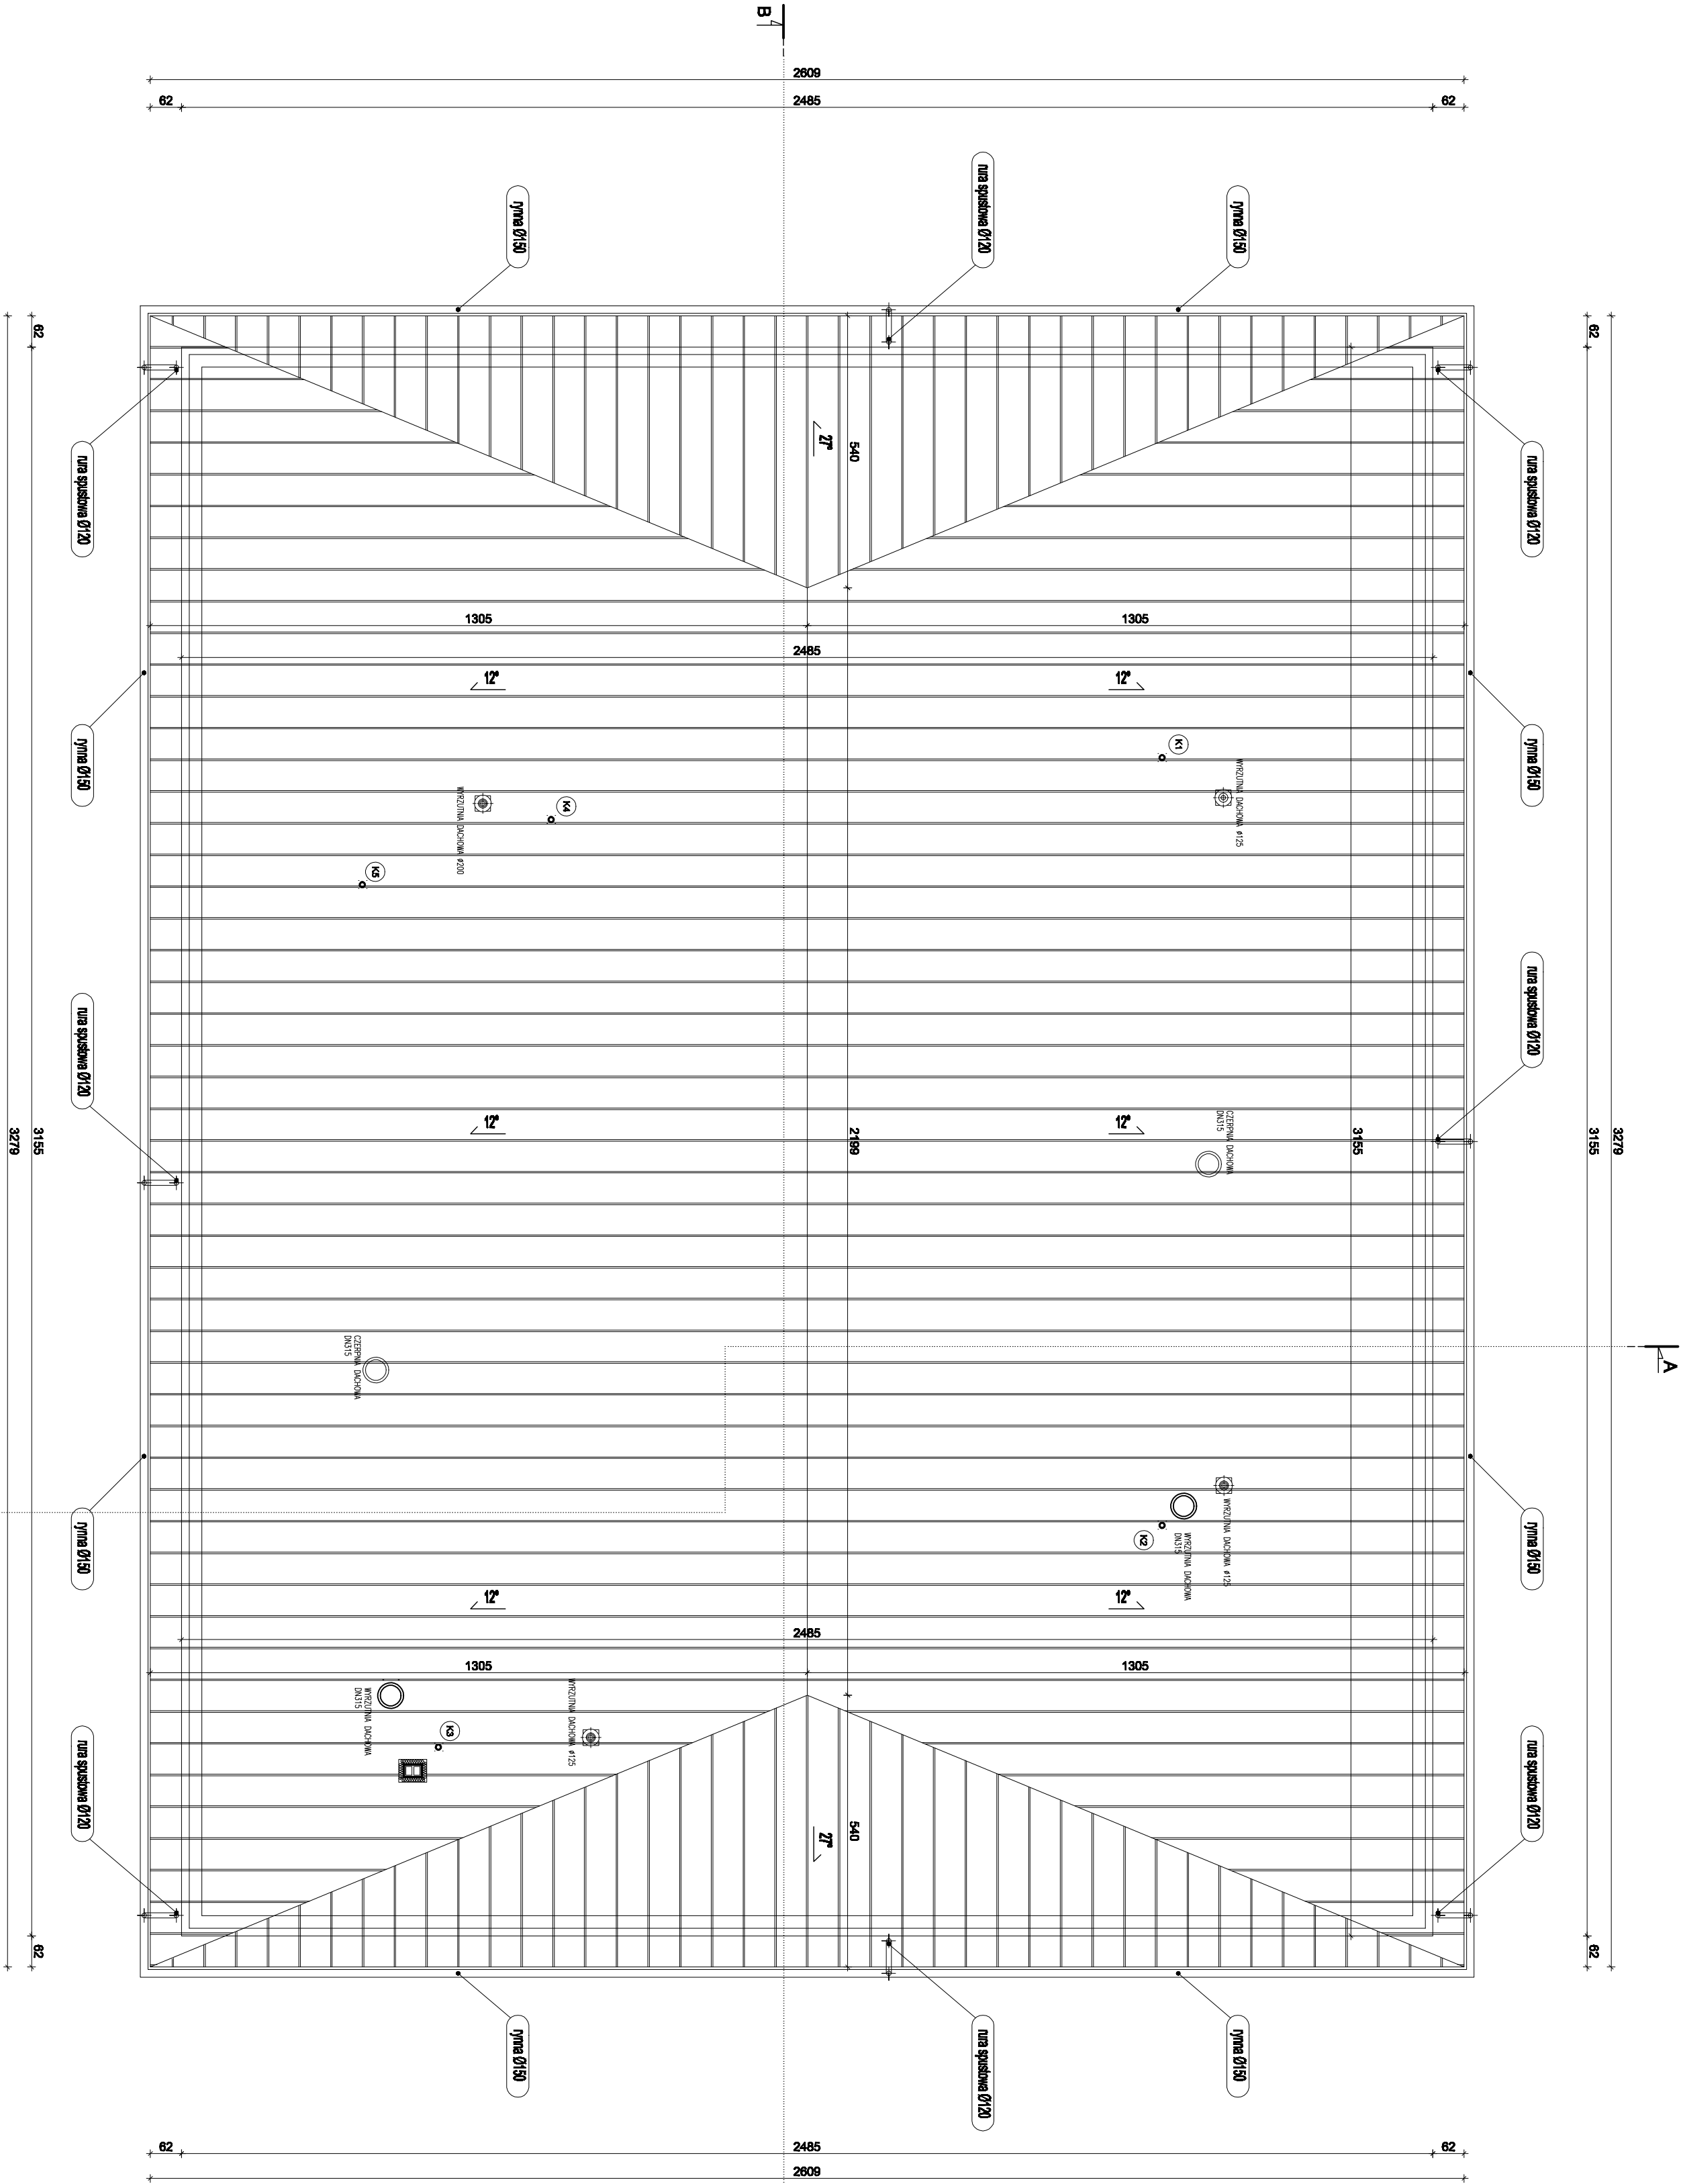 B
2609
62
2485
62
rynna Ø150
rura spustowa Ø120
rynna Ø150
62
62
rura spustowa Ø120
rura spustowa Ø120
27°
540
1305
1305
2485
12°
12°
rynna Ø150
rynna Ø150
K1
WYRZUTNIA DACHOWA ø125
K4
WYRZUTNIA DACHOWA ø200
K5
rura spustowa Ø120
rura spustowa Ø120
12°
12°
CZERPNIA DACHOWA
DN315
2199
3155
3155
3279
3155
3279
A
CZERPNIA DACHOWA
DN315
rynna Ø150
rynna Ø150
WYRZUTNIA DACHOWA ø125
K2
WYRZUTNIA DACHOWA
DN315
12°
12°
2485
1305
1305
WYRZUTNIA DACHOWA
DN315
K3
WYRZUTNIA DACHOWA ø125
27°
540
rura spustowa Ø120
rura spustowa Ø120
62
62
rynna Ø150
rura spustowa Ø120
rynna Ø150
62
2485
62
2609